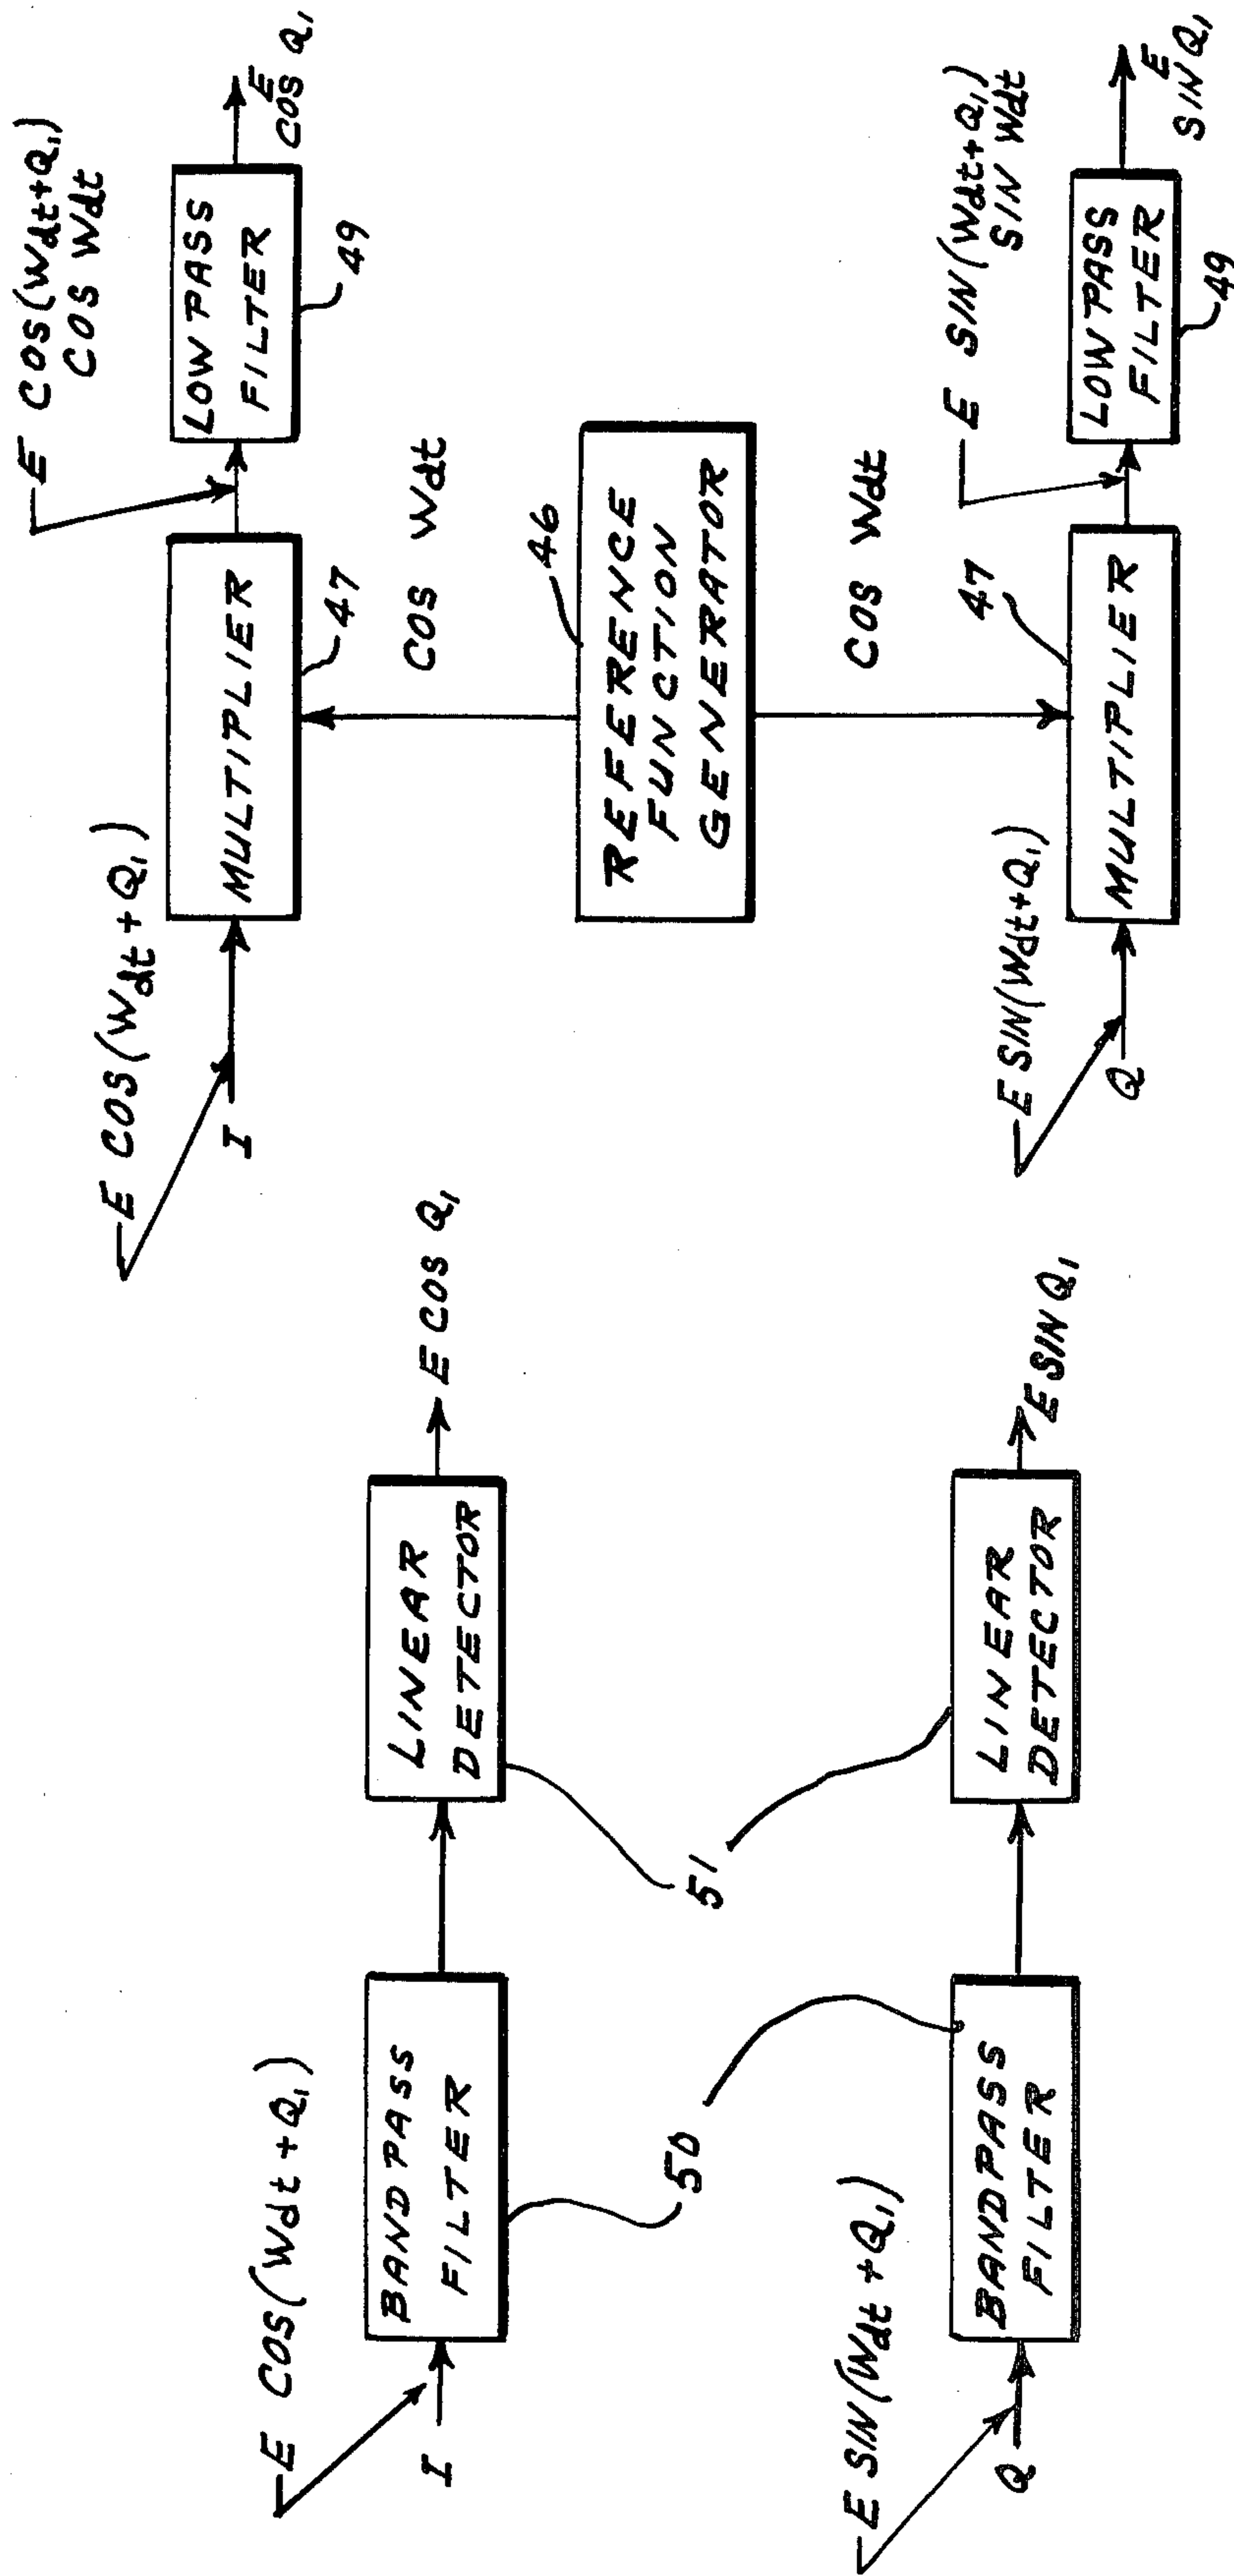 E COS(Wdt + Q1)
I
BANDPASS
FILTER
LINEAR
DETECTOR
E COS Q1
50
51
E SIN(Wdt + Q1)
Q
BANDPASS
FILTER
LINEAR
DETECTOR
E SIN Q1
E COS(Wdt + Q1)
I
MULTIPLIER
47
E COS(Wdt+Q1)
COS Wdt
LOW PASS
FILTER
49
E
COS Q1
COS Wdt
46
REFERENCE
FUNCTION
GENERATOR
COS Wdt
E SIN(Wdt+Q1)
Q
MULTIPLIER
47
E SIN(Wdt+Q1)
SIN Wdt
LOW PASS
FILTER
49
E
SIN Q1